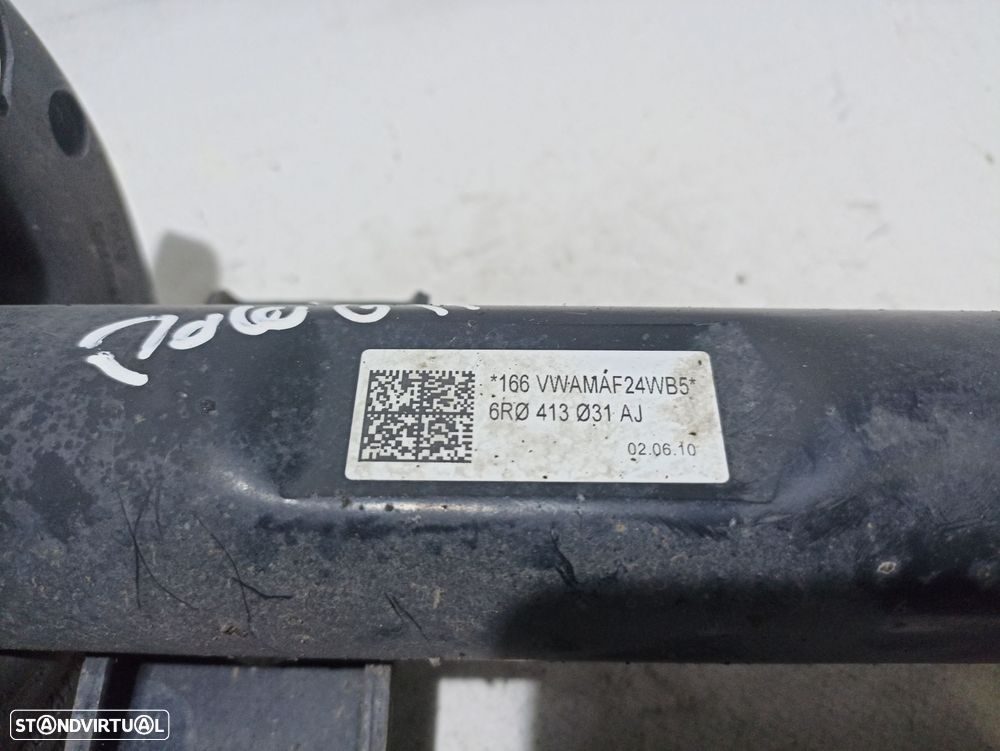 *166 VWAMAF24WB5*
6RØ 413 Ø31 AJ
02.06.10
STANDVIRTUAL